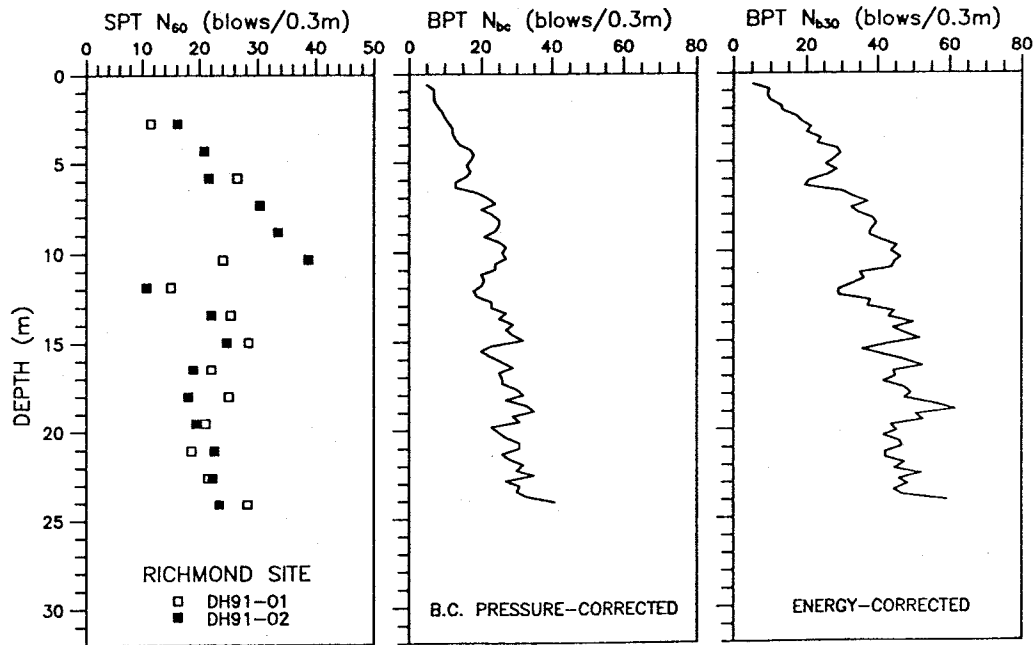 SPT N60 (blows/0.3m)
0 10 20 30 40 50
BPT Nbc (blows/0.3m)
0 20 40 60 80
BPT Nb30 (blows/0.3m)
0 20 40 60 80
DEPTH (m)
0
5
10
15
20
25
30
RICHMOND SITE
DH91-01
DH91-02
B.C. PRESSURE-CORRECTED
ENERGY-CORRECTED